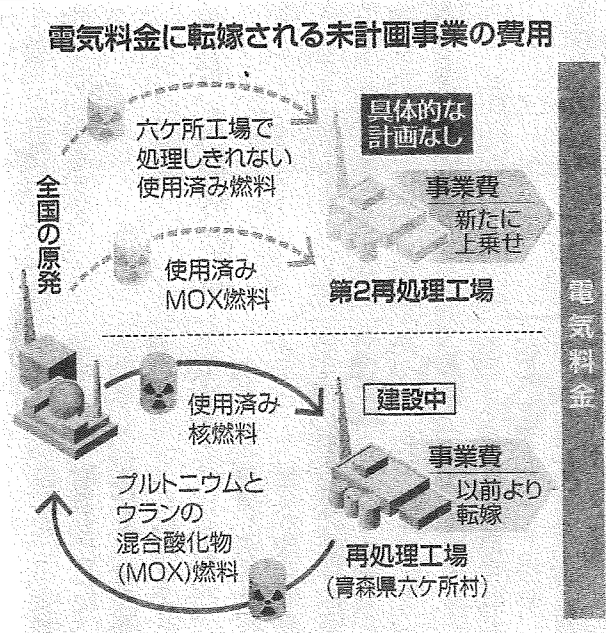 電気料金に転嫁される未計画事業の費用
全国の原発
六ケ所工場で
処理しきれない
使用済み燃料
具体的な
計画なし
事業費
新たに
上乗せ
使用済み
MOX燃料
第2再処理工場
使用済み
核燃料
建設中
事業費
以前より
転嫁
プルトニウムと
ウランの
混合酸化物
(MOX)燃料
再処理工場
(青森県六ケ所村)
電気料金